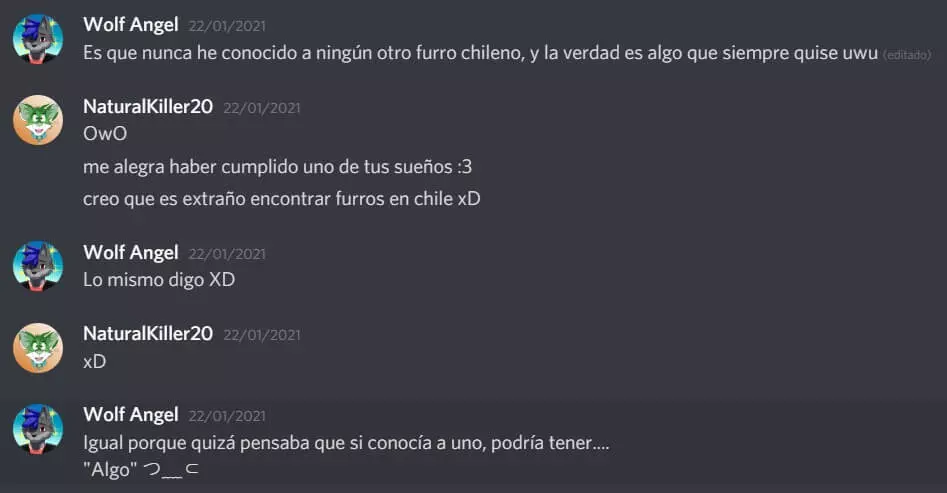 Wolf Angel 22/01/2021
Es que nunca he conocido a ningún otro furro chileno, y la verdad es algo que siempre quise uwu (editado)
NaturalKiller20 22/01/2021
OwO
me alegra haber cumplido uno de tus sueños :3
creo que es extraño encontrar furros en chile xD
Wolf Angel 22/01/2021
Lo mismo digo XD
NaturalKiller20 22/01/2021
xD
Wolf Angel 22/01/2021
Igual porque quizá pensaba que si conocía a uno, podría tener....
"Algo" つ__⊂